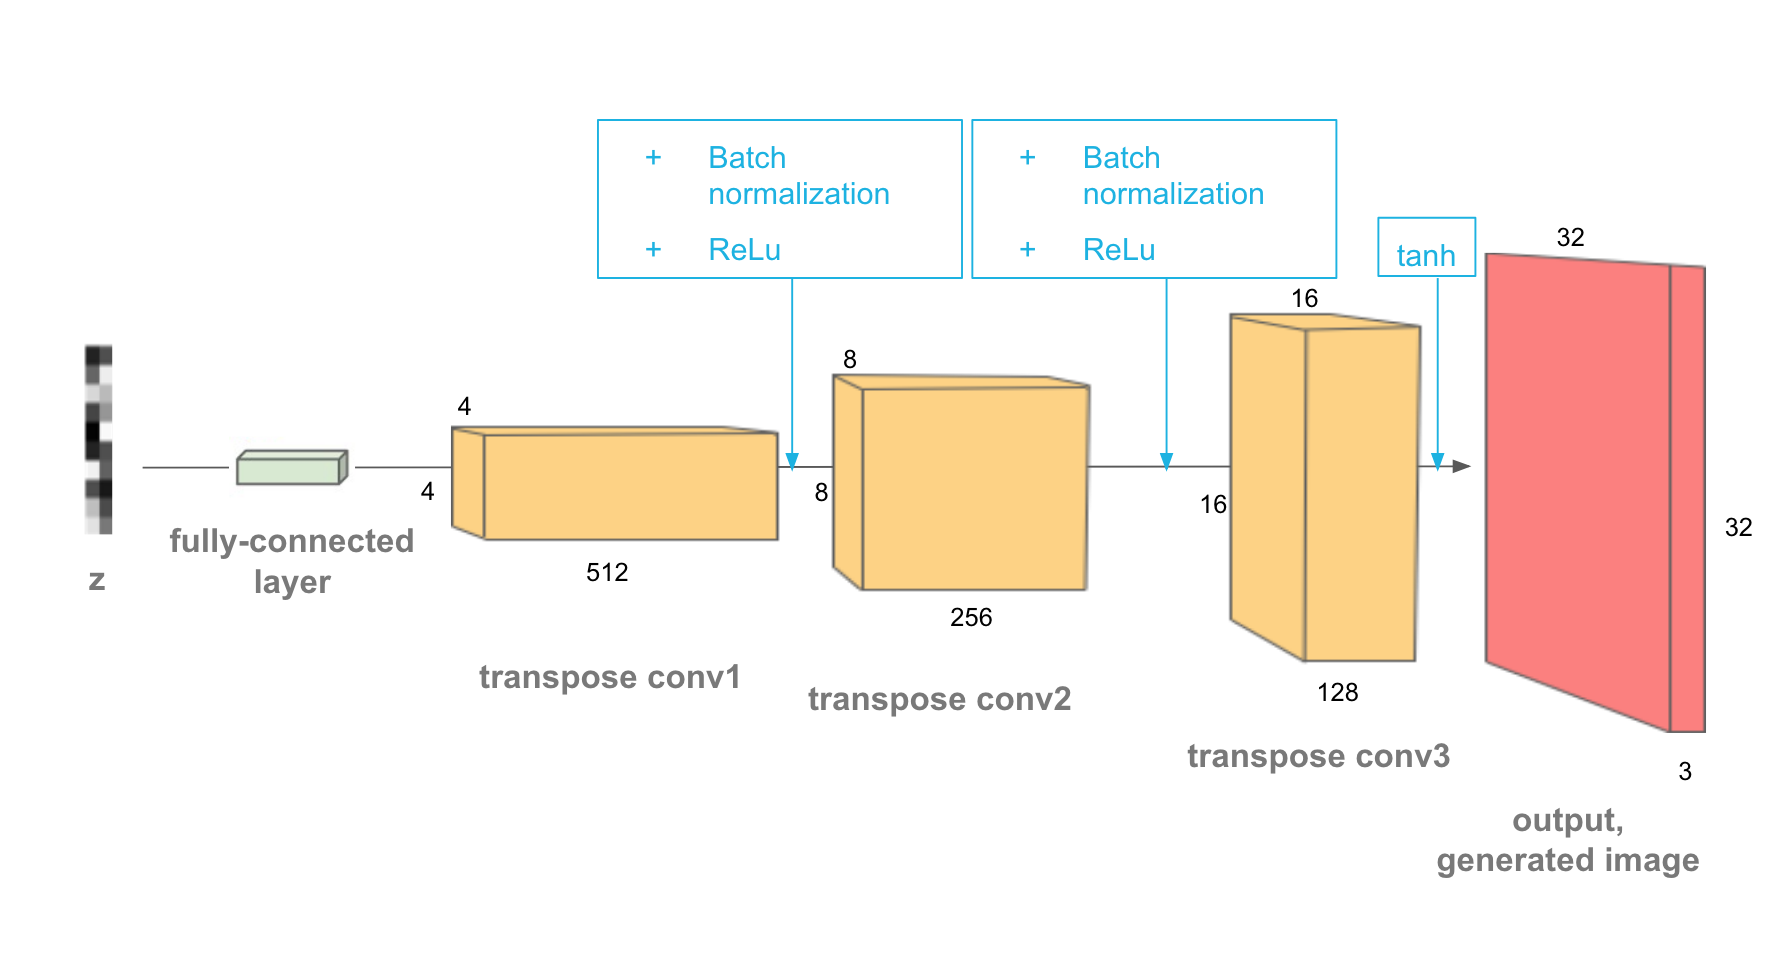 + Batch
normalization
+ ReLu
+ Batch
normalization
+ ReLu
tanh
32
16
8
4
4
8
16
32
z
fully-connected
layer
512
256
128
3
transpose conv1
transpose conv2
transpose conv3
output,
generated image